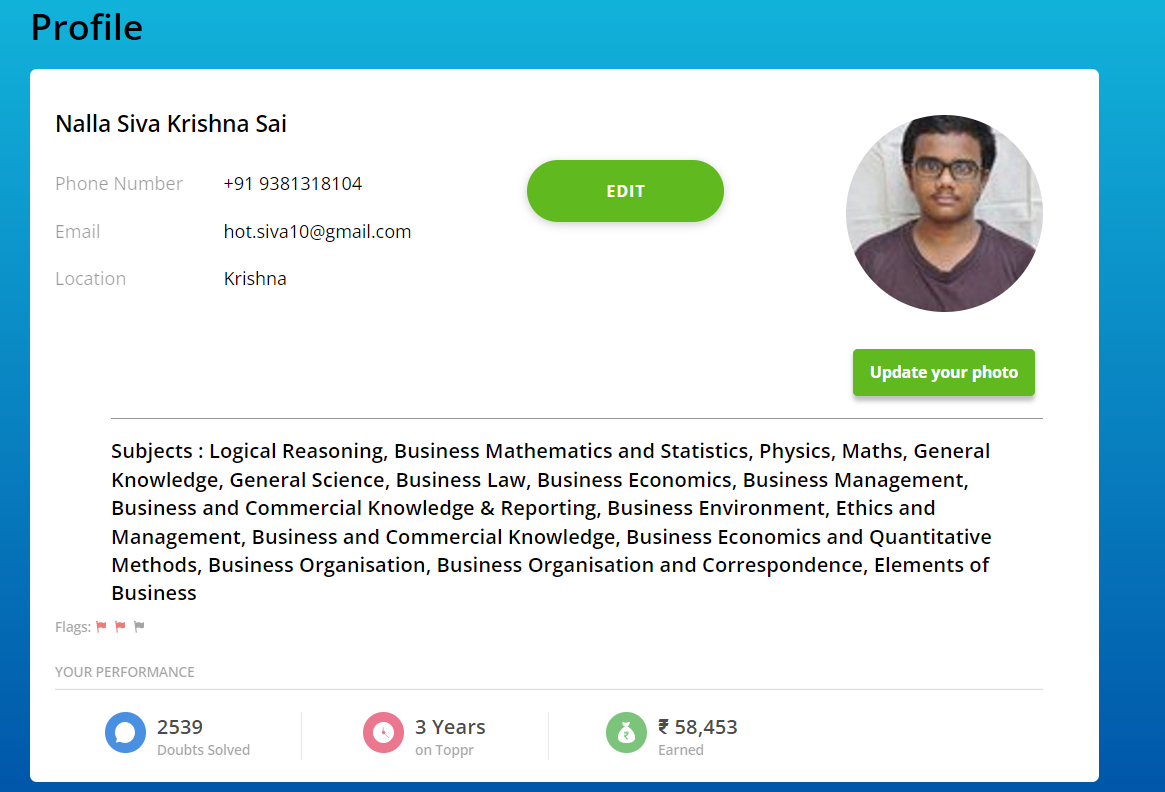 Profile
Nalla Siva Krishna Sai
Phone Number +91 9381318104
EDIT
Email hot.siva10@gmail.com
Location Krishna
Update your photo
Subjects : Logical Reasoning, Business Mathematics and Statistics, Physics, Maths, General
Knowledge, General Science, Business Law, Business Economics, Business Management,
Business and Commercial Knowledge & Reporting, Business Environment, Ethics and
Management, Business and Commercial Knowledge, Business Economics and Quantitative
Methods, Business Organisation, Business Organisation and Correspondence, Elements of
Business
Flags:
YOUR PERFORMANCE
2539
Doubts Solved
3 Years
on Toppr
₹ 58,453
Earned